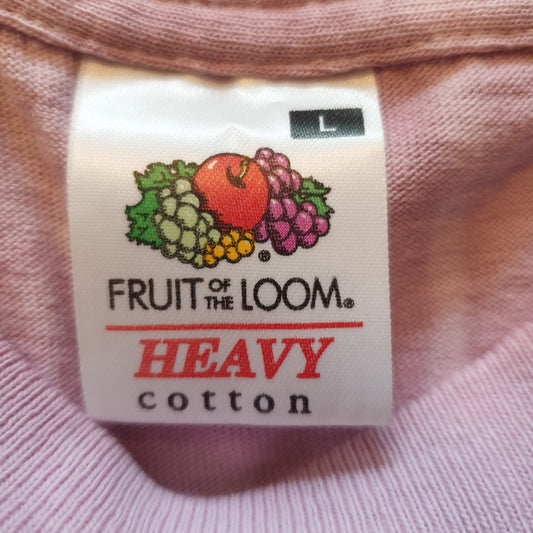 L
®
FRUIT OF THE LOOM®
HEAVY
cotton